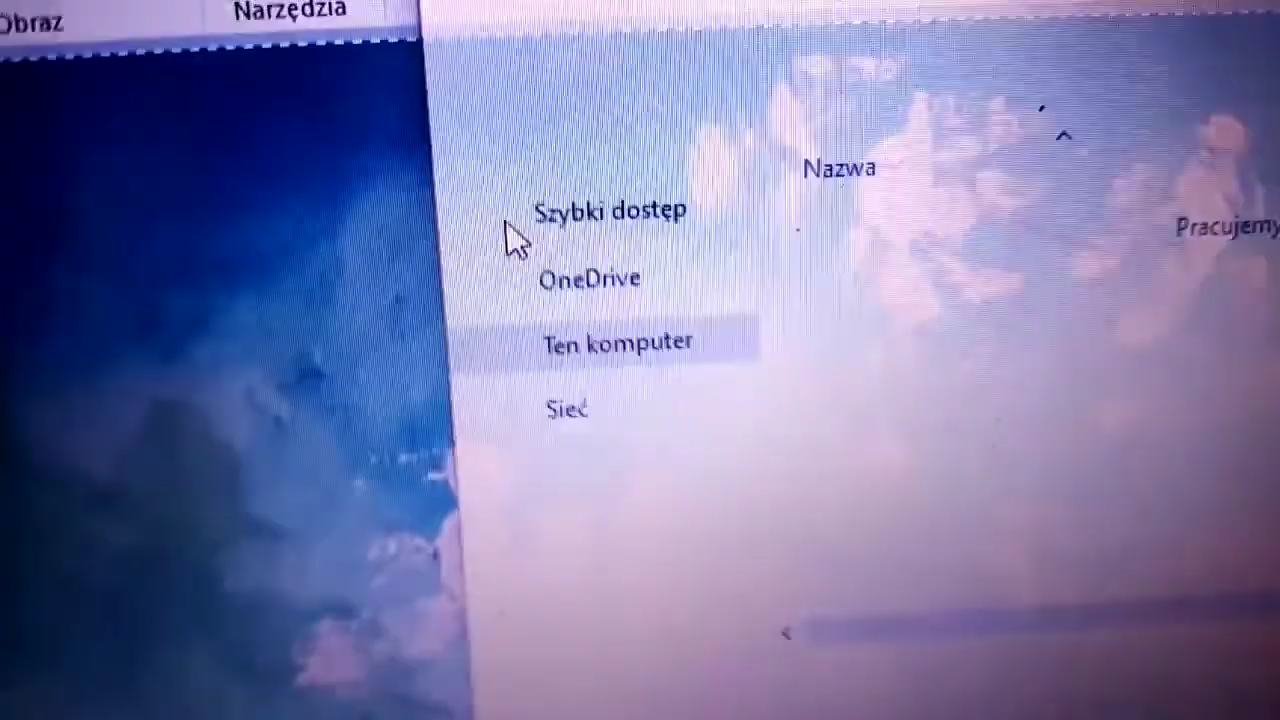 Obraz
Narzędzia
Nazwa
Szybki dostęp
Pracujemy
OneDrive
Ten komputer
Sieć